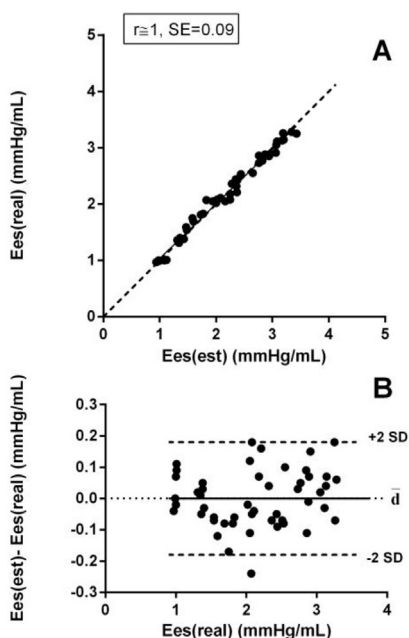 r≅1, SE=0.09
A
Ees(real) (mmHg/mL)
5
4
3
2
1
0
0
1
2
3
4
5
Ees(est) (mmHg/mL)
B
Ees(est)- Ees(real) (mmHg/mL)
0.3
0.2
0.1
0.0
-0.1
-0.2
-0.3
+2 SD
d̅
-2 SD
0
1
2
3
4
Ees(real) (mmHg/mL)